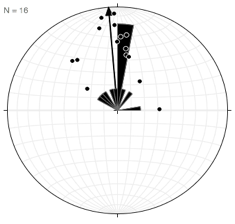 N = 16